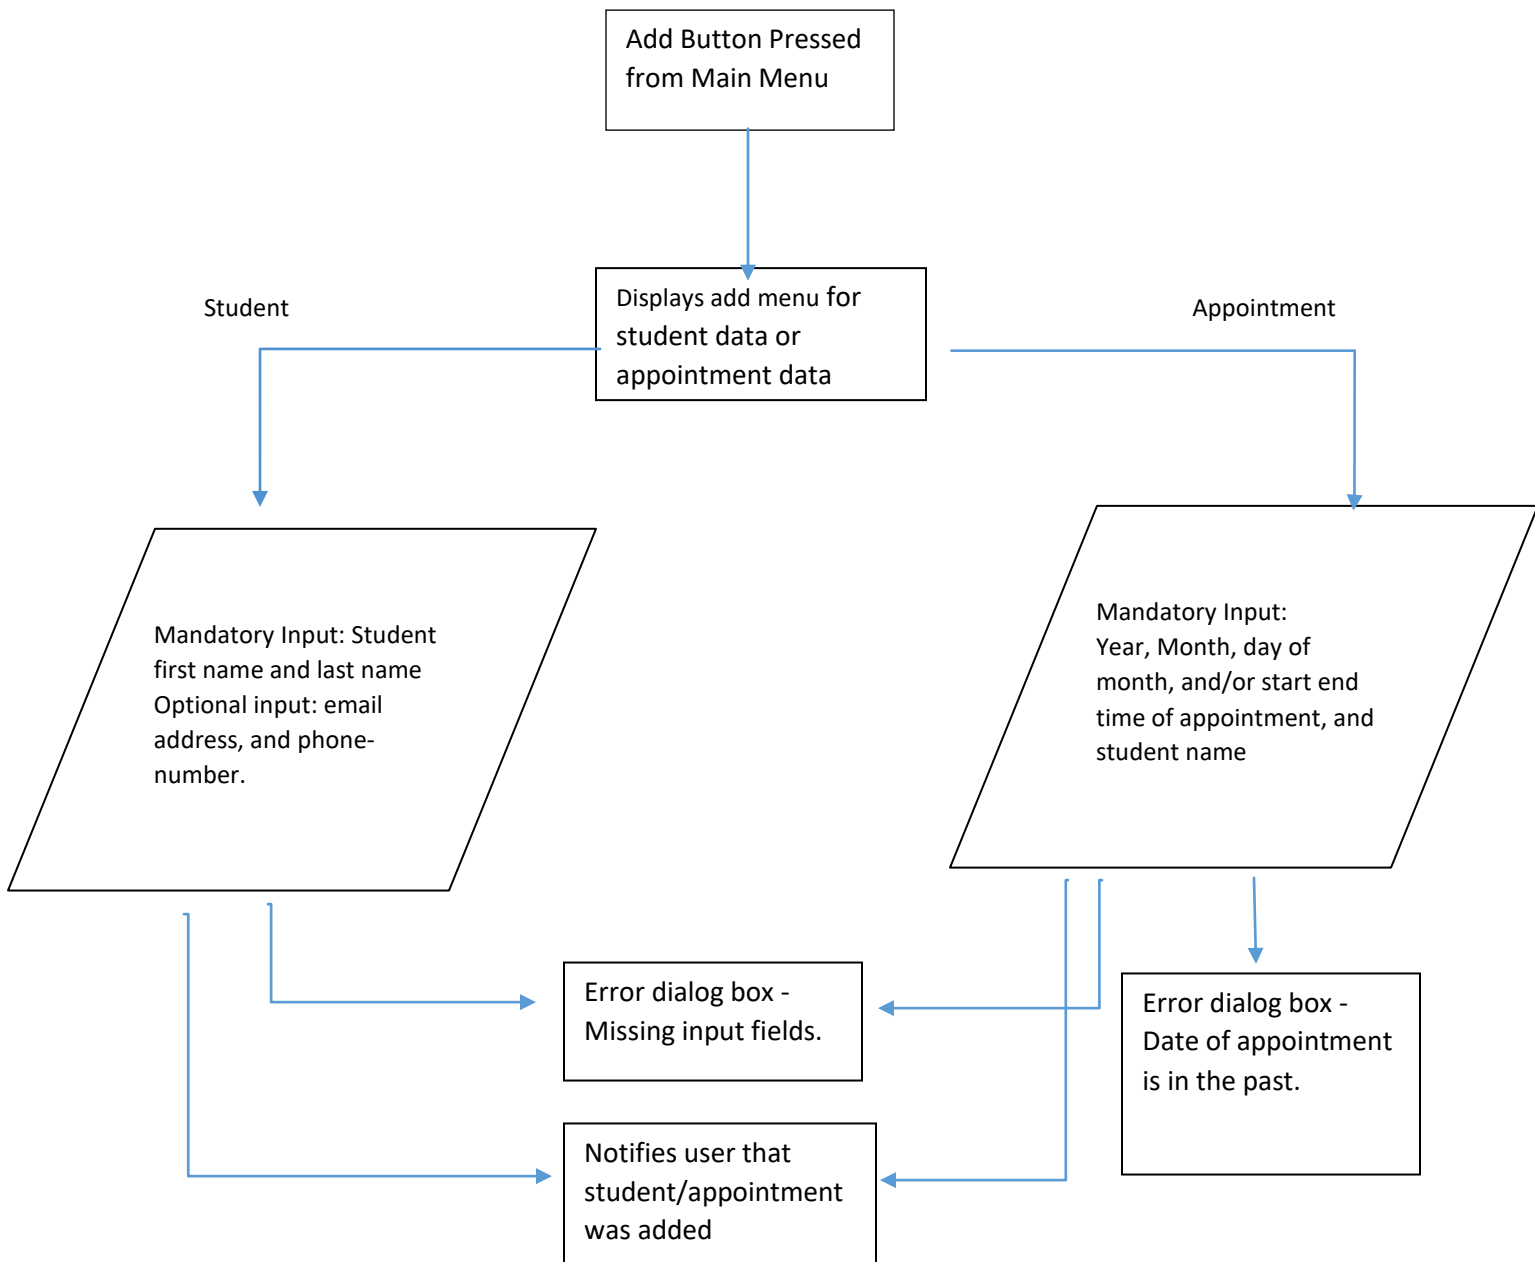 Add Button Pressed
from Main Menu
Student
Displays add menu for
student data or
appointment data
Appointment
Mandatory Input: Student
first name and last name
Optional input: email
address, and phone-
number.
Mandatory Input:
Year, Month, day of
month, and/or start end
time of appointment, and
student name
Error dialog box -
Missing input fields.
Error dialog box -
Date of appointment
is in the past.
Notifies user that
student/appointment
was added